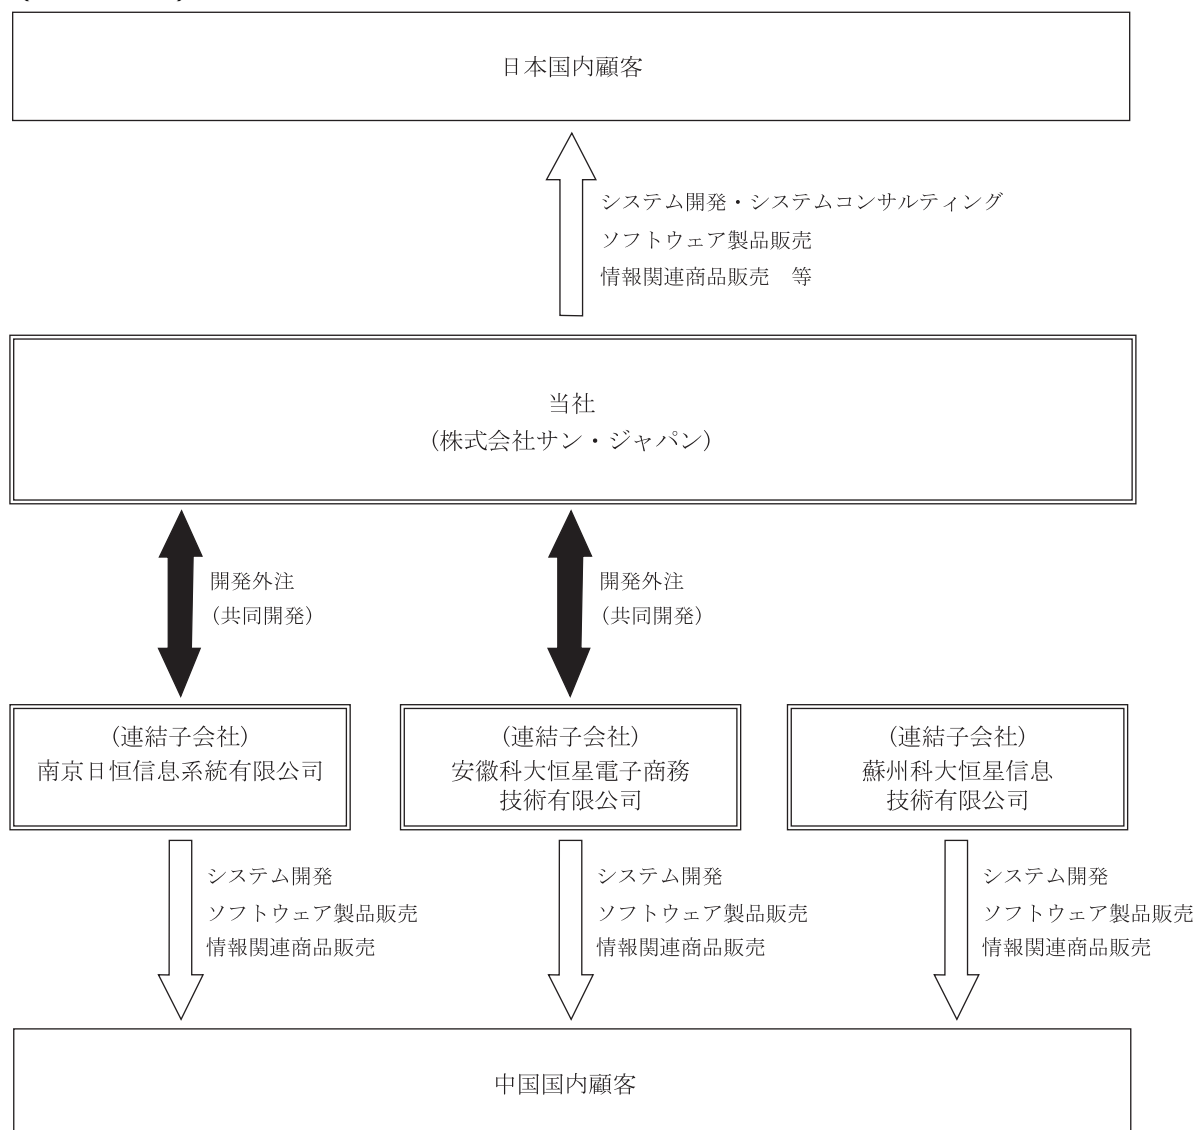 日本国内顧客
システム開発・システムコンサルティング
ソフトウェア製品販売
情報関連商品販売　等
当社
（株式会社サン・ジャパン）
開発外注
（共同開発）
開発外注
（共同開発）
（連結子会社）
南京日恒信息系統有限公司
（連結子会社）
安徽科大恒星電子商務
技術有限公司
（連結子会社）
蘇州科大恒星信息
技術有限公司
システム開発
ソフトウェア製品販売
情報関連商品販売
システム開発
ソフトウェア製品販売
情報関連商品販売
システム開発
ソフトウェア製品販売
情報関連商品販売
中国国内顧客